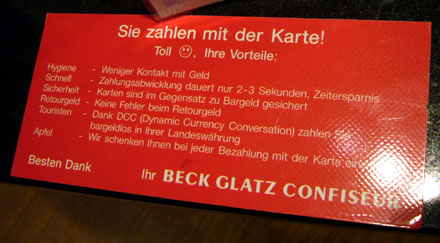 Sie zahlen mit der Karte!
Toll ☺, Ihre Vorteile:
Hygiene - Weniger Kontakt mit Geld
Schnell - Zahlungsabwicklung dauert nur 2-3 Sekunden, Zeitersparnis
Sicherheit - Karten sind im Gegensatz zu Bargeld gesichert
Retourgeld - Keine Fehler beim Retourgeld
Touristen - Dank DCC (Dynamic Currency Conversation) zahlen
bargeldlos in Ihrer Landeswährung
Apfel - Wir schenken Ihnen bei jeder Bezahlung mit der Karte
Besten Dank
Ihr BECK GLATZ CONFISEUR